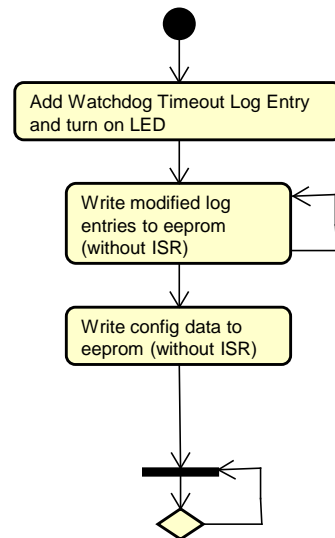 Add Watchdog Timeout Log Entry
and turn on LED
Write modified log
entries to eeprom
(without ISR)
Write config data to
eeprom (without ISR)